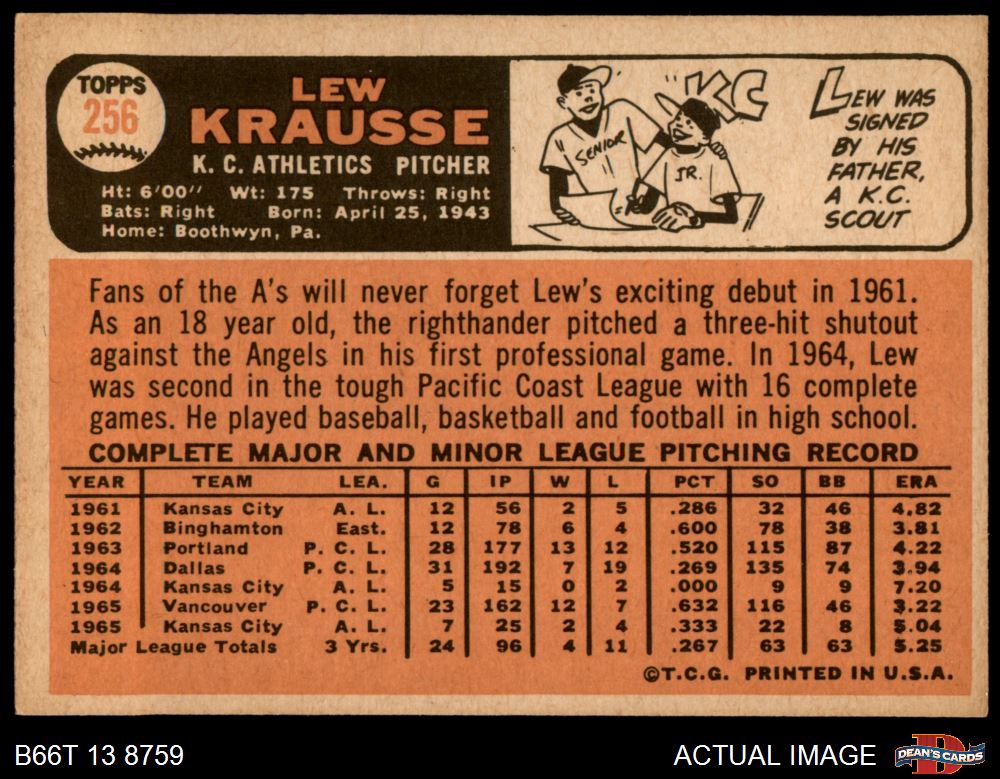 TOPPS
256
LEW
KRAUSSE
K. C. ATHLETICS PITCHER
Ht: 6'00" Wt: 175 Throws: Right
Bats: Right Born: April 25, 1943
Home: Boothwyn, Pa.
SENIOR
JR.
KC
LEW WAS
SIGNED
BY HIS
FATHER,
A K.C.
SCOUT
Fans of the A's will never forget Lew's exciting debut in 1961.
As an 18 year old, the righthander pitched a three-hit shutout
against the Angels in his first professional game. In 1964, Lew
was second in the tough Pacific Coast League with 16 complete
games. He played baseball, basketball and football in high school.
COMPLETE MAJOR AND MINOR LEAGUE PITCHING RECORD
YEAR TEAM LEA. G IP W L PCT SO BB ERA
1961 Kansas City A. L. 12 56 2 5 .286 32 46 4.82
1962 Binghamton East. 12 78 6 4 .600 78 38 3.81
1963 Portland P. C. L. 28 177 13 12 .520 115 87 4.22
1964 Dallas P. C. L. 31 192 7 19 .269 135 74 3.94
1964 Kansas City A. L. 5 15 0 2 .000 9 9 7.20
1965 Vancouver P. C. L. 23 162 12 7 .632 116 46 3.22
1965 Kansas City A. L. 7 25 2 4 .333 22 8 5.04
Major League Totals 3 Yrs. 24 96 4 11 .267 63 63 5.25
©T.C.G. PRINTED IN U.S.A.
B66T 13 8759
ACTUAL IMAGE
DEAN'S CARDS